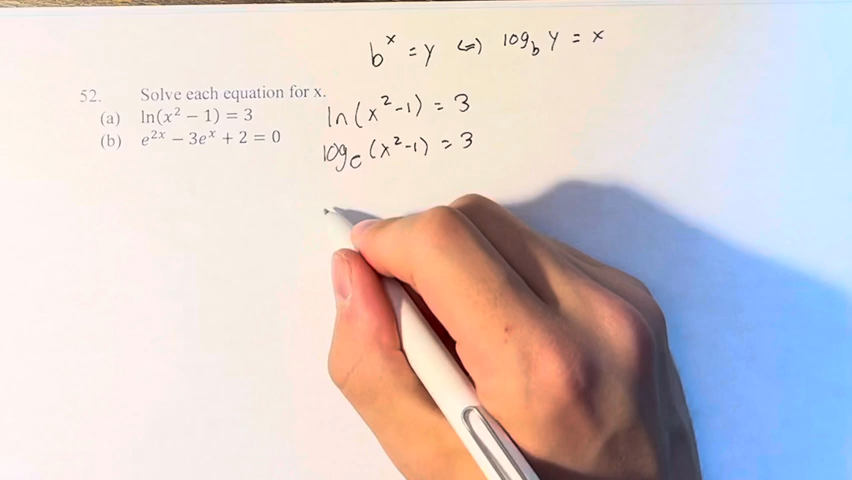 b^x = y ⇔ log_b y = x
52. Solve each equation for x.
(a) ln(x² − 1) = 3
(b) e^{2x} − 3e^x + 2 = 0
ln(x²-1) = 3
log_e(x²-1) = 3